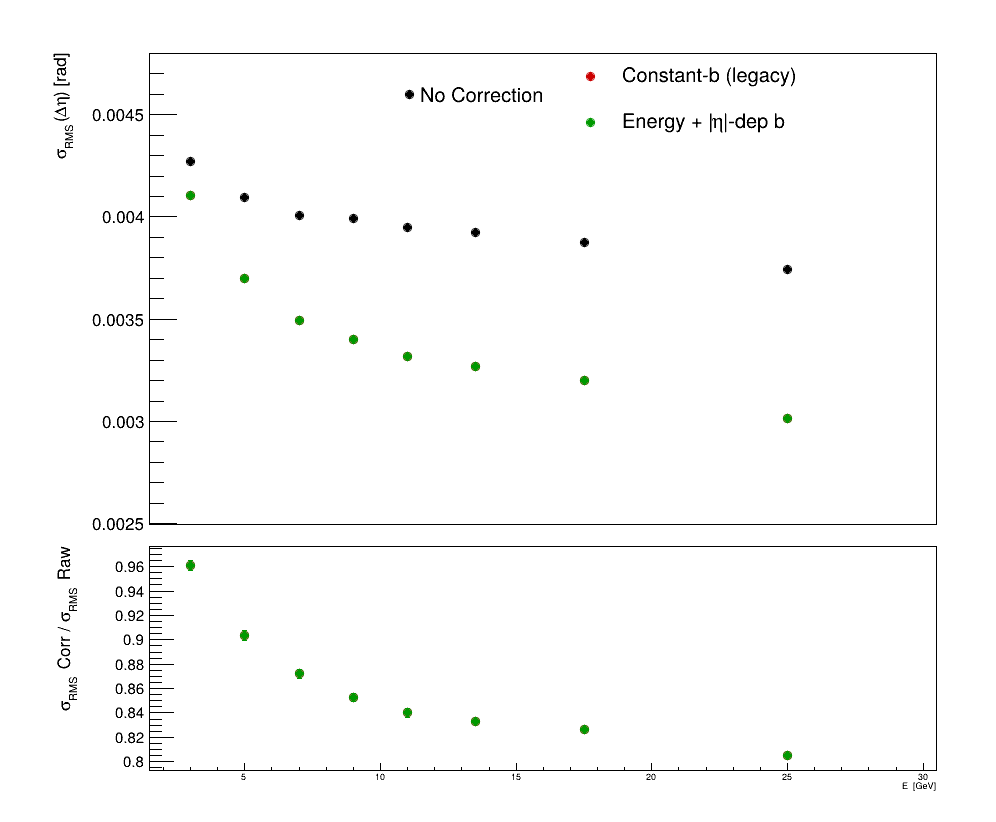 σRMS (Δη) [rad]
No Correction
Constant-b (legacy)
Energy + |η|-dep b
0.0045
0.004
0.0035
0.003
0.0025
σRMS Corr / σRMS Raw
0.96
0.94
0.92
0.9
0.88
0.86
0.84
0.82
0.8
5 10 15 20 25 30
E [GeV]